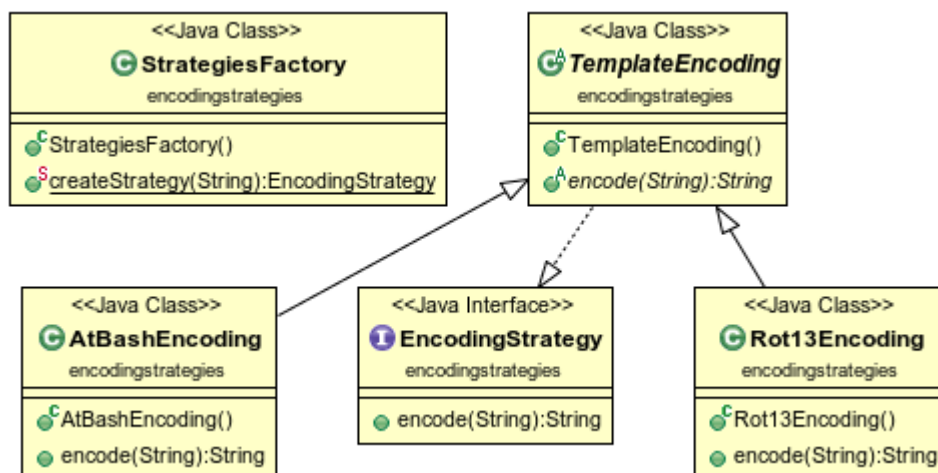 <<Java Class>>
StrategiesFactory
encodingstrategies
StrategiesFactory()
createStrategy(String):EncodingStrategy
<<Java Class>>
TemplateEncoding
encodingstrategies
TemplateEncoding()
encode(String):String
<<Java Class>>
AtBashEncoding
encodingstrategies
AtBashEncoding()
encode(String):String
<<Java Interface>>
EncodingStrategy
encodingstrategies
encode(String):String
<<Java Class>>
Rot13Encoding
encodingstrategies
Rot13Encoding()
encode(String):String